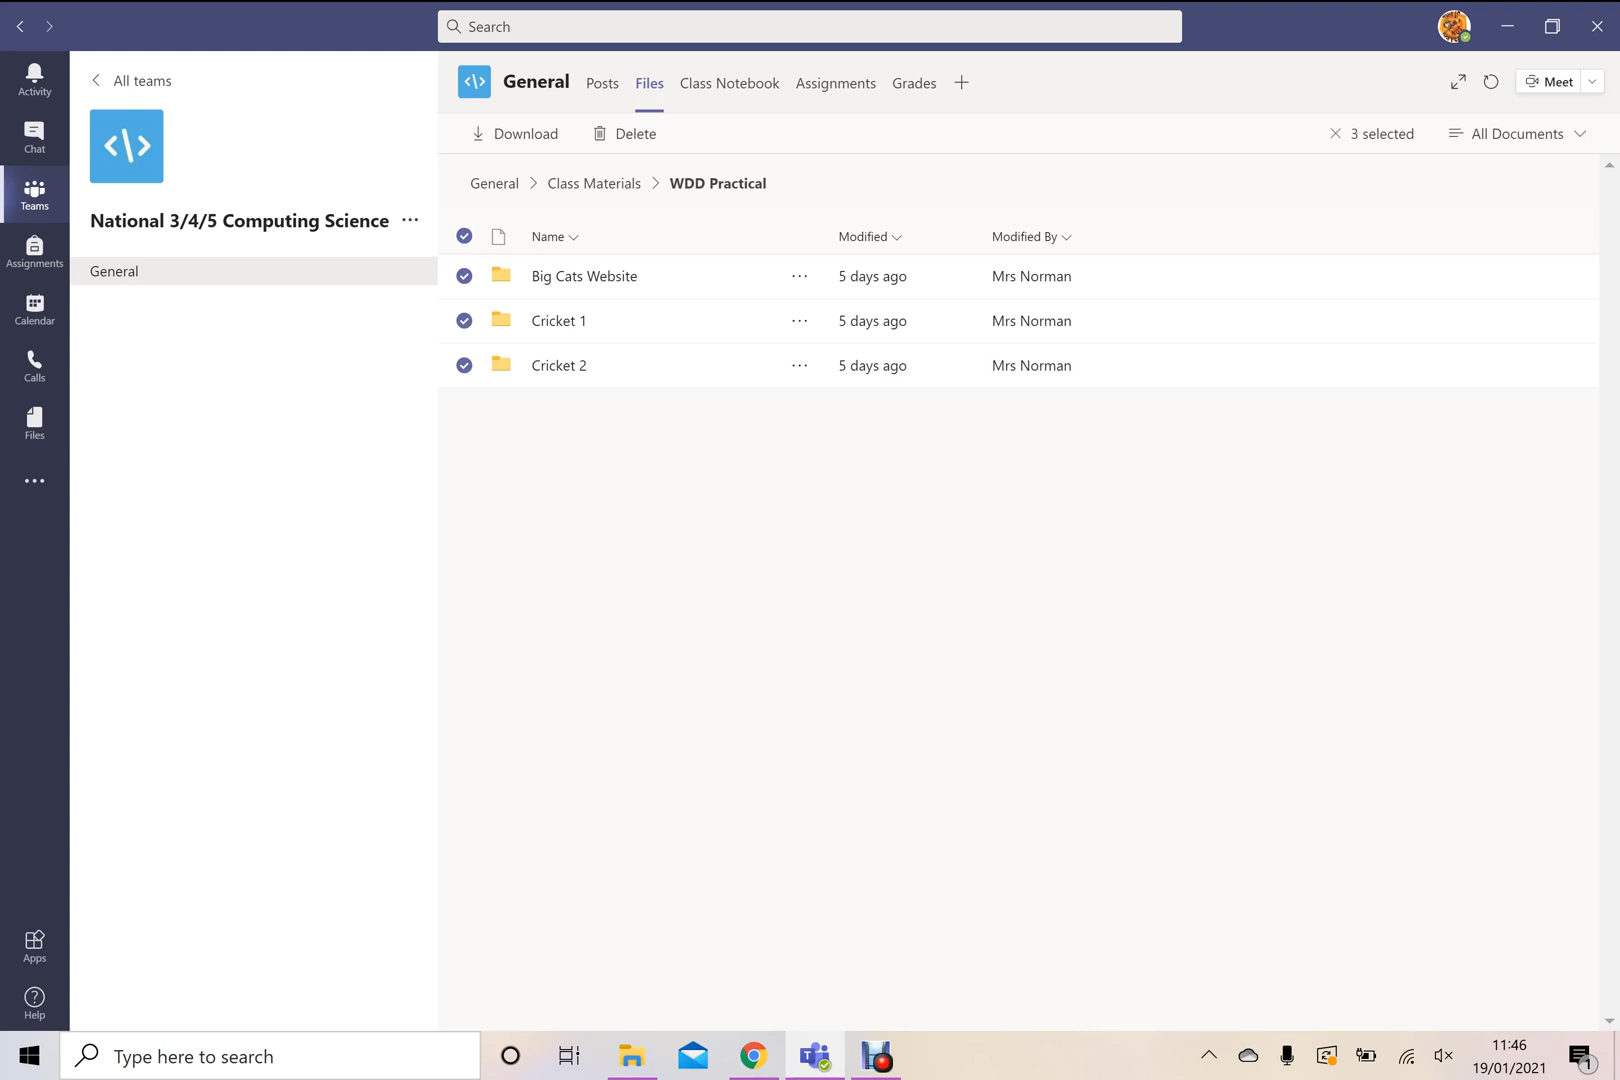 Search
Activity
Chat
Teams
Assignments
Calendar
Calls
Files
Apps
Help
All teams
National 3/4/5 Computing Science
General
General Posts Files Class Notebook Assignments Grades
Meet
Download Delete
3 selected All Documents
General > Class Materials > WDD Practical
Name Modified Modified By
Big Cats Website 5 days ago Mrs Norman
Cricket 1 5 days ago Mrs Norman
Cricket 2 5 days ago Mrs Norman
Type here to search
11:46
19/01/2021
1